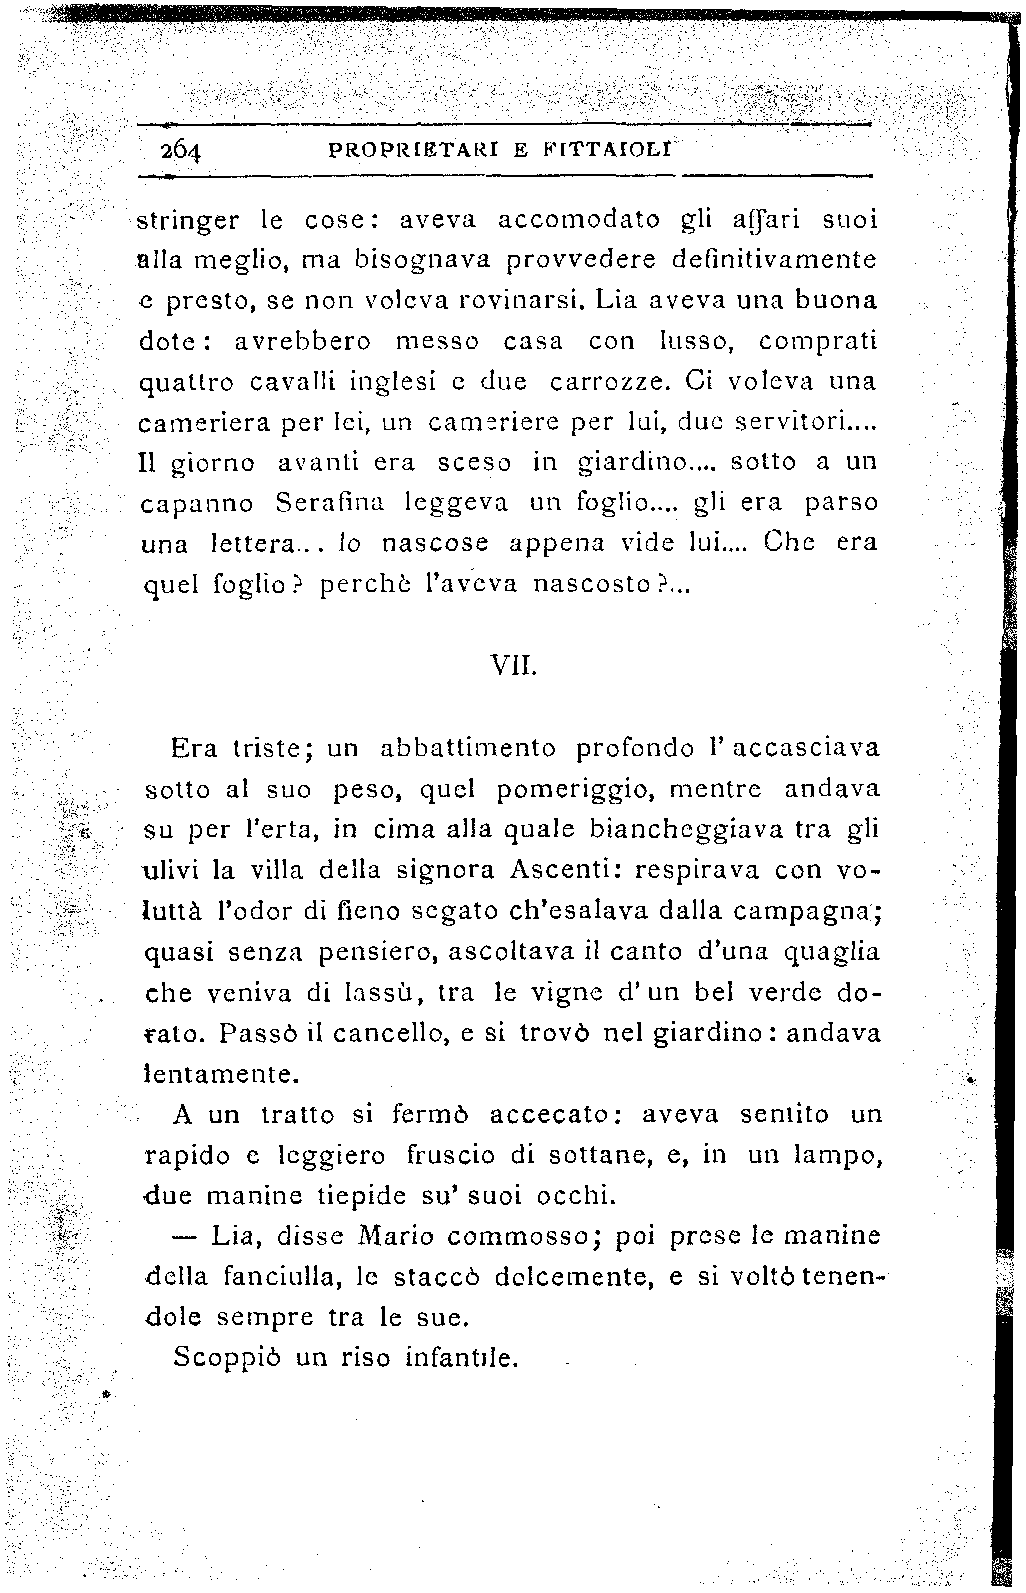 264 PROPRIETARI E FITTAIOLI
stringer le cose: aveva accomodato gli affari suoi
alla meglio, ma bisognava provvedere definitivamente
e presto, se non voleva rovinarsi. Lia aveva una buona
dote: avrebbero messo casa con lusso, comprati
quattro cavalli inglesi e due carrozze. Ci voleva una
cameriera per lei, un cameriere per lui, due servitori....
Il giorno avanti era sceso in giardino.... sotto a un
capanno Serafina leggeva un foglio.... gli era parso
una lettera... lo nascose appena vide lui.... Che era
quel foglio? perchè l'aveva nascosto?...
VII.
Era triste; un abbattimento profondo l'accasciava
sotto al suo peso, quel pomeriggio, mentre andava
su per l'erta, in cima alla quale biancheggiava tra gli
ulivi la villa della signora Ascenti: respirava con vo-
luttà l'odor di fieno segato ch'esalava dalla campagna;
quasi senza pensiero, ascoltava il canto d'una quaglia
che veniva di lassù, tra le vigne d'un bel verde do-
rato. Passò il cancello, e si trovò nel giardino: andava
lentamente.
A un tratto si fermò accecato: aveva sentito un
rapido e leggiero fruscio di sottane, e, in un lampo,
due manine tiepide su' suoi occhi.
— Lia, disse Mario commosso; poi prese le manine
della fanciulla, le staccò dolcemente, e si voltò tenen-
dole sempre tra le sue.
Scoppiò un riso infantile.